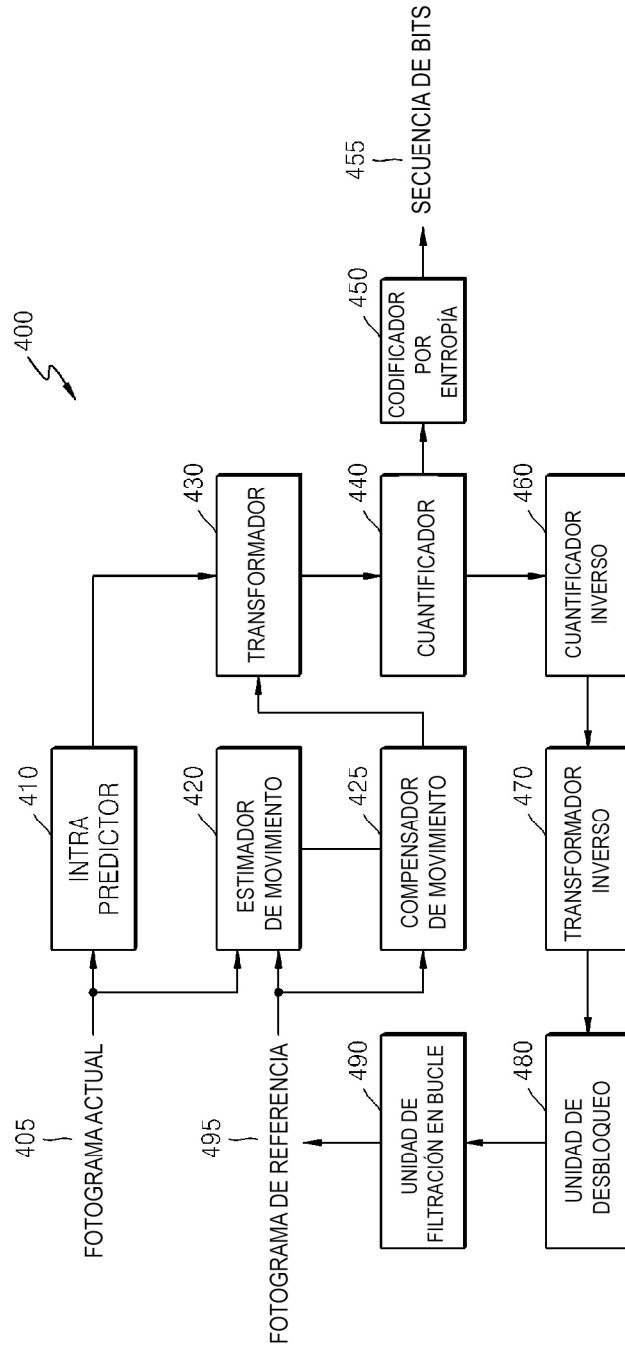 400
405
FOTOGRAMA ACTUAL
410
INTRA
PREDICTOR
495
FOTOGRAMA DE REFERENCIA
420
ESTIMADOR
DE MOVIMIENTO
425
COMPENSADOR
DE MOVIMIENTO
430
TRANSFORMADOR
440
CUANTIFICADOR
450
CODIFICADOR
POR
ENTROPÍA
455
SECUENCIA DE BITS
460
CUANTIFICADOR
INVERSO
470
TRANSFORMADOR
INVERSO
480
UNIDAD DE
DESBLOQUEO
490
UNIDAD DE
FILTRACIÓN EN BUCLE